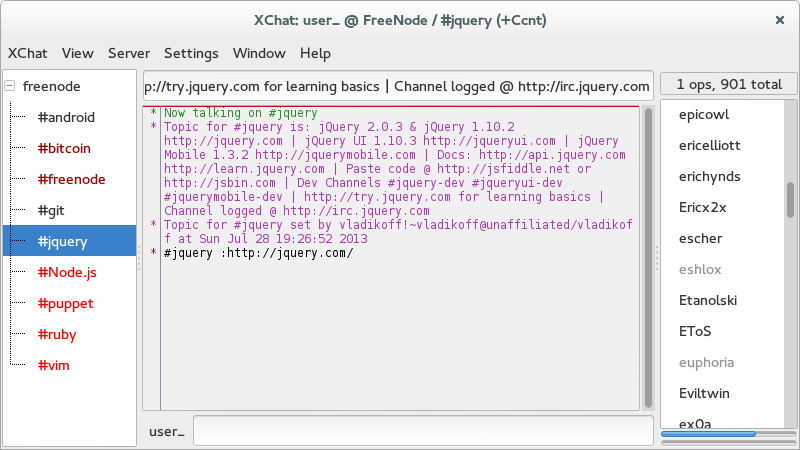 XChat: user_ @ FreeNode / #jquery (+Ccnt)
XChat View Server Settings Window Help
freenode
#android
#bitcoin
#freenode
#git
#jquery
#Node.js
#puppet
#ruby
#vim
p://try.jquery.com for learning basics | Channel logged @ http://irc.jquery.com
* Now talking on #jquery
* Topic for #jquery is: jQuery 2.0.3 & jQuery 1.10.2
http://jquery.com | jQuery UI 1.10.3 http://jqueryui.com | jQuery
Mobile 1.3.2 http://jquerymobile.com | Docs: http://api.jquery.com
http://learn.jquery.com | Paste code @ http://jsfiddle.net or
http://jsbin.com | Dev Channels #jquery-dev #jqueryui-dev
#jquerymobile-dev | http://try.jquery.com for learning basics |
Channel logged @ http://irc.jquery.com
* Topic for #jquery set by vladikoff!~vladikoff@unaffiliated/vladikof
f at Sun Jul 28 19:26:52 2013
* #jquery :http://jquery.com/
user_
1 ops, 901 total
epicowl
ericelliott
erichynds
Ericx2x
escher
eshlox
Etanolski
EToS
euphoria
Eviltwin
ex0a